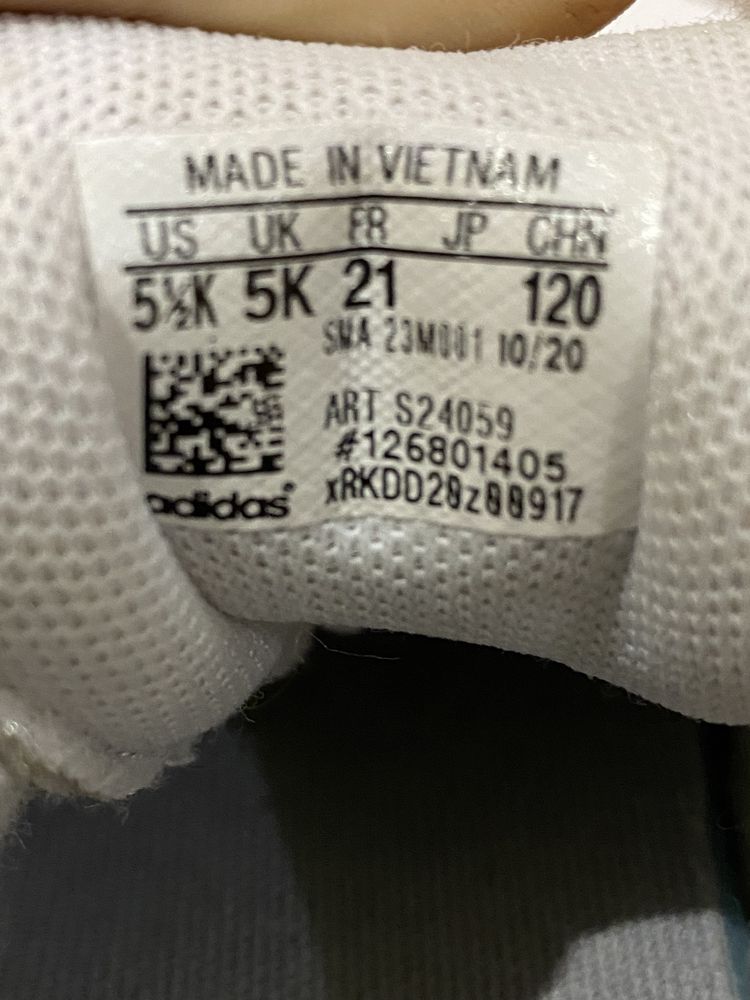 MADE IN VIETNAM
US UK FR JP CHN
5½K 5K 21 120
SMA 23M001 10/20
ART S24059
#126801405
xRKDD20z00917
adidas®